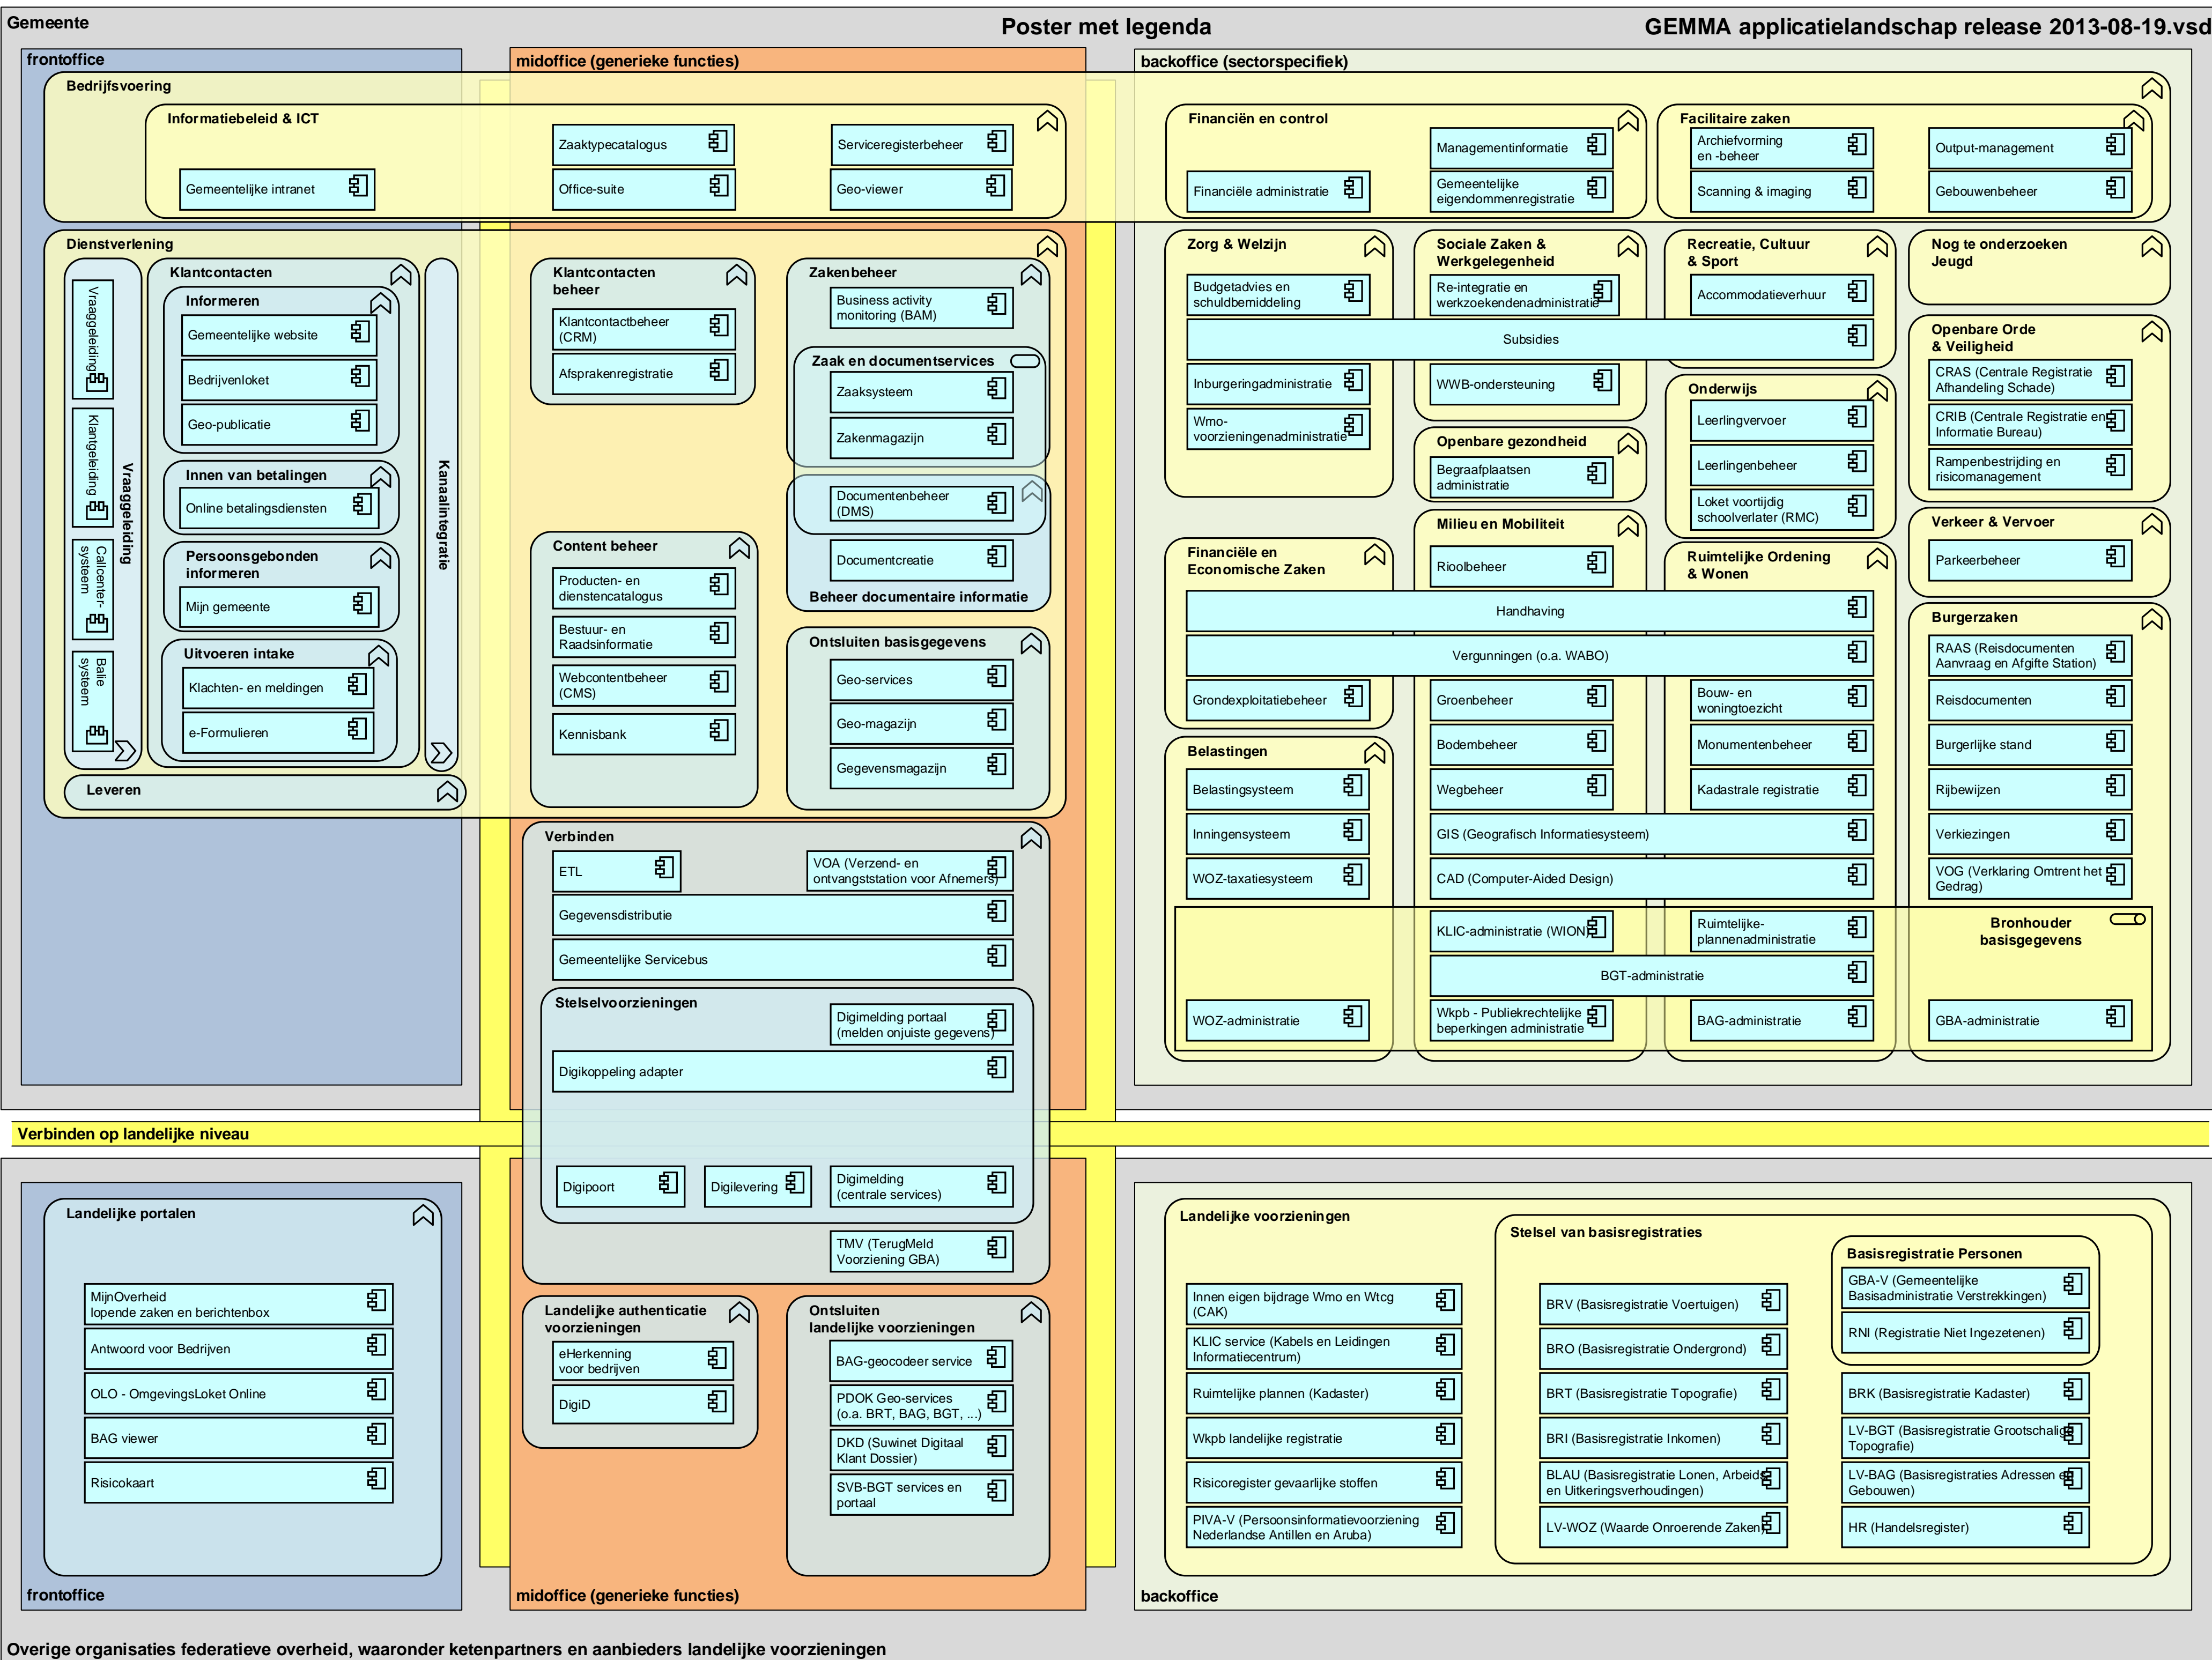 Gemeente
Poster met legenda
GEMMA applicatielandschap release 2013-08-19.vsd
frontoffice
midoffice (generieke functies)
backoffice (sectorspecifiek)
Bedrijfsvoering
Informatiebeleid & ICT
Gemeentelijke intranet
Zaaktypecatalogus
Office-suite
Serviceregisterbeheer
Geo-viewer
Financiën en control
Financiële administratie
Managementinformatie
Gemeentelijke
eigendommenregistratie
Facilitaire zaken
Archiefvorming
en -beheer
Scanning & imaging
Output-management
Gebouwenbeheer
Dienstverlening
Vraaggeleiding
Klantgeleiding
Callcenter-
systeem
Balie
systeem
Vraaggeleiding
Klantcontacten
Informeren
Gemeentelijke website
Bedrijvenloket
Geo-publicatie
Innen van betalingen
Online betalingsdiensten
Persoonsgebonden
informeren
Mijn gemeente
Uitvoeren intake
Klachten- en meldingen
e-Formulieren
Kanaalintegratie
Leveren
Klantcontacten
beheer
Klantcontactbeheer
(CRM)
Afsprakenregistratie
Content beheer
Producten- en
dienstencatalogus
Bestuur- en
Raadsinformatie
Webcontentbeheer
(CMS)
Kennisbank
Zakenbeheer
Business activity
monitoring (BAM)
Zaak en documentservices
Zaaksysteem
Zakenmagazijn
Documentenbeheer
(DMS)
Documentcreatie
Beheer documentaire informatie
Ontsluiten basisgegevens
Geo-services
Geo-magazijn
Gegevensmagazijn
Zorg & Welzijn
Budgetadvies en
schuldbemiddeling
Subsidies
Inburgeringadministratie
Wmo-
voorzieningenadministratie
Sociale Zaken &
Werkgelegenheid
Re-integratie en
werkzoekendenadministratie
WWB-ondersteuning
Openbare gezondheid
Begraafplaatsen
administratie
Recreatie, Cultuur
& Sport
Accommodatieverhuur
Onderwijs
Leerlingvervoer
Leerlingenbeheer
Loket voortijdig
schoolverlater (RMC)
Nog te onderzoeken
Jeugd
Openbare Orde
& Veiligheid
CRAS (Centrale Registratie
Afhandeling Schade)
CRIB (Centrale Registratie en
Informatie Bureau)
Rampenbestrijding en
risicomanagement
Verkeer & Vervoer
Parkeerbeheer
Financiële en
Economische Zaken
Milieu en Mobiliteit
Rioolbeheer
Ruimtelijke Ordening
& Wonen
Handhaving
Vergunningen (o.a. WABO)
Grondexploitatiebeheer
Groenbeheer
Bouw- en
woningtoezicht
Bodembeheer
Monumentenbeheer
Wegbeheer
Kadastrale registratie
GIS (Geografisch Informatiesysteem)
CAD (Computer-Aided Design)
Belastingen
Belastingsysteem
Inningensysteem
WOZ-taxatiesysteem
Burgerzaken
RAAS (Reisdocumenten
Aanvraag en Afgifte Station)
Reisdocumenten
Burgerlijke stand
Rijbewijzen
Verkiezingen
VOG (Verklaring Omtrent het
Gedrag)
KLIC-administratie (WION)
Ruimtelijke-
plannenadministratie
Bronhouder
basisgegevens
BGT-administratie
WOZ-administratie
Wkpb - Publiekrechtelijke
beperkingen administratie
BAG-administratie
GBA-administratie
Verbinden
ETL
VOA (Verzend- en
ontvangststation voor Afnemers)
Gegevensdistributie
Gemeentelijke Servicebus
Stelselvoorzieningen
Digimelding portaal
(melden onjuiste gegevens)
Digikoppeling adapter
Verbinden op landelijke niveau
Digipoort
Digilevering
Digimelding
(centrale services)
TMV (TerugMeld
Voorziening GBA)
Landelijke portalen
MijnOverheid
lopende zaken en berichtenbox
Antwoord voor Bedrijven
OLO - OmgevingsLoket Online
BAG viewer
Risicokaart
frontoffice
Landelijke authenticatie
voorzieningen
eHerkenning
voor bedrijven
DigiD
Ontsluiten
landelijke voorzieningen
BAG-geocodeer service
PDOK Geo-services
(o.a. BRT, BAG, BGT, ...)
DKD (Suwinet Digitaal
Klant Dossier)
SVB-BGT services en
portaal
midoffice (generieke functies)
Landelijke voorzieningen
Innen eigen bijdrage Wmo en Wtcg
(CAK)
KLIC service (Kabels en Leidingen
Informatiecentrum)
Ruimtelijke plannen (Kadaster)
Wkpb landelijke registratie
Risicoregister gevaarlijke stoffen
PIVA-V (Persoonsinformatievoorziening
Nederlandse Antillen en Aruba)
Stelsel van basisregistraties
BRV (Basisregistratie Voertuigen)
BRO (Basisregistratie Ondergrond)
BRT (Basisregistratie Topografie)
BRI (Basisregistratie Inkomen)
BLAU (Basisregistratie Lonen, Arbeids
en Uitkeringsverhoudingen)
LV-WOZ (Waarde Onroerende Zaken)
Basisregistratie Personen
GBA-V (Gemeentelijke
Basisadministratie Verstrekkingen)
RNI (Registratie Niet Ingezetenen)
BRK (Basisregistratie Kadaster)
LV-BGT (Basisregistratie Grootschalige
Topografie)
LV-BAG (Basisregistraties Adressen en
Gebouwen)
HR (Handelsregister)
backoffice
Overige organisaties federatieve overheid, waaronder ketenpartners en aanbieders landelijke voorzieningen